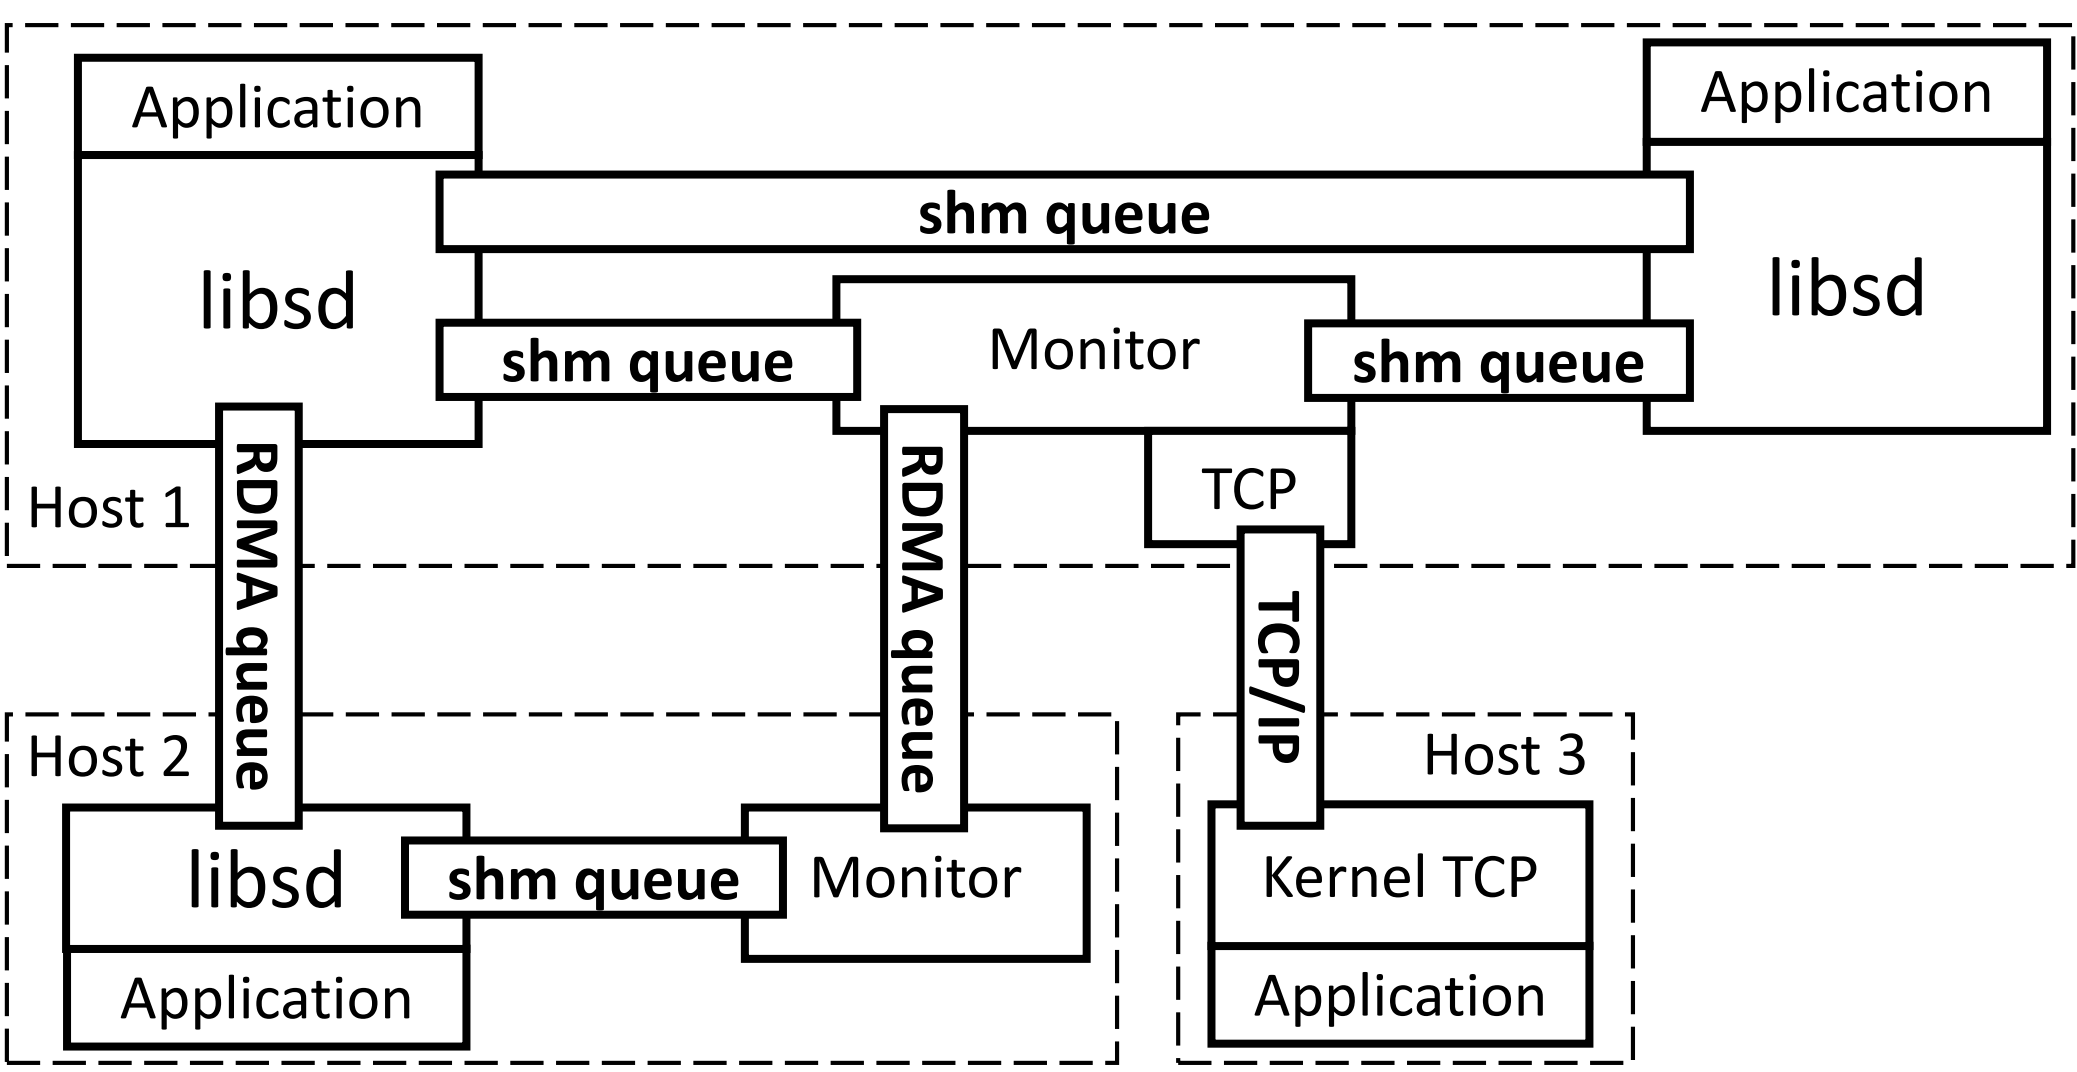 Application
Application
shm queue
libsd
libsd
Monitor
shm queue
shm queue
RDMA queue
RDMA queue
TCP
Host 1
TCP/IP
Host 2
Host 3
libsd
shm queue
Monitor
Kernel TCP
Application
Application